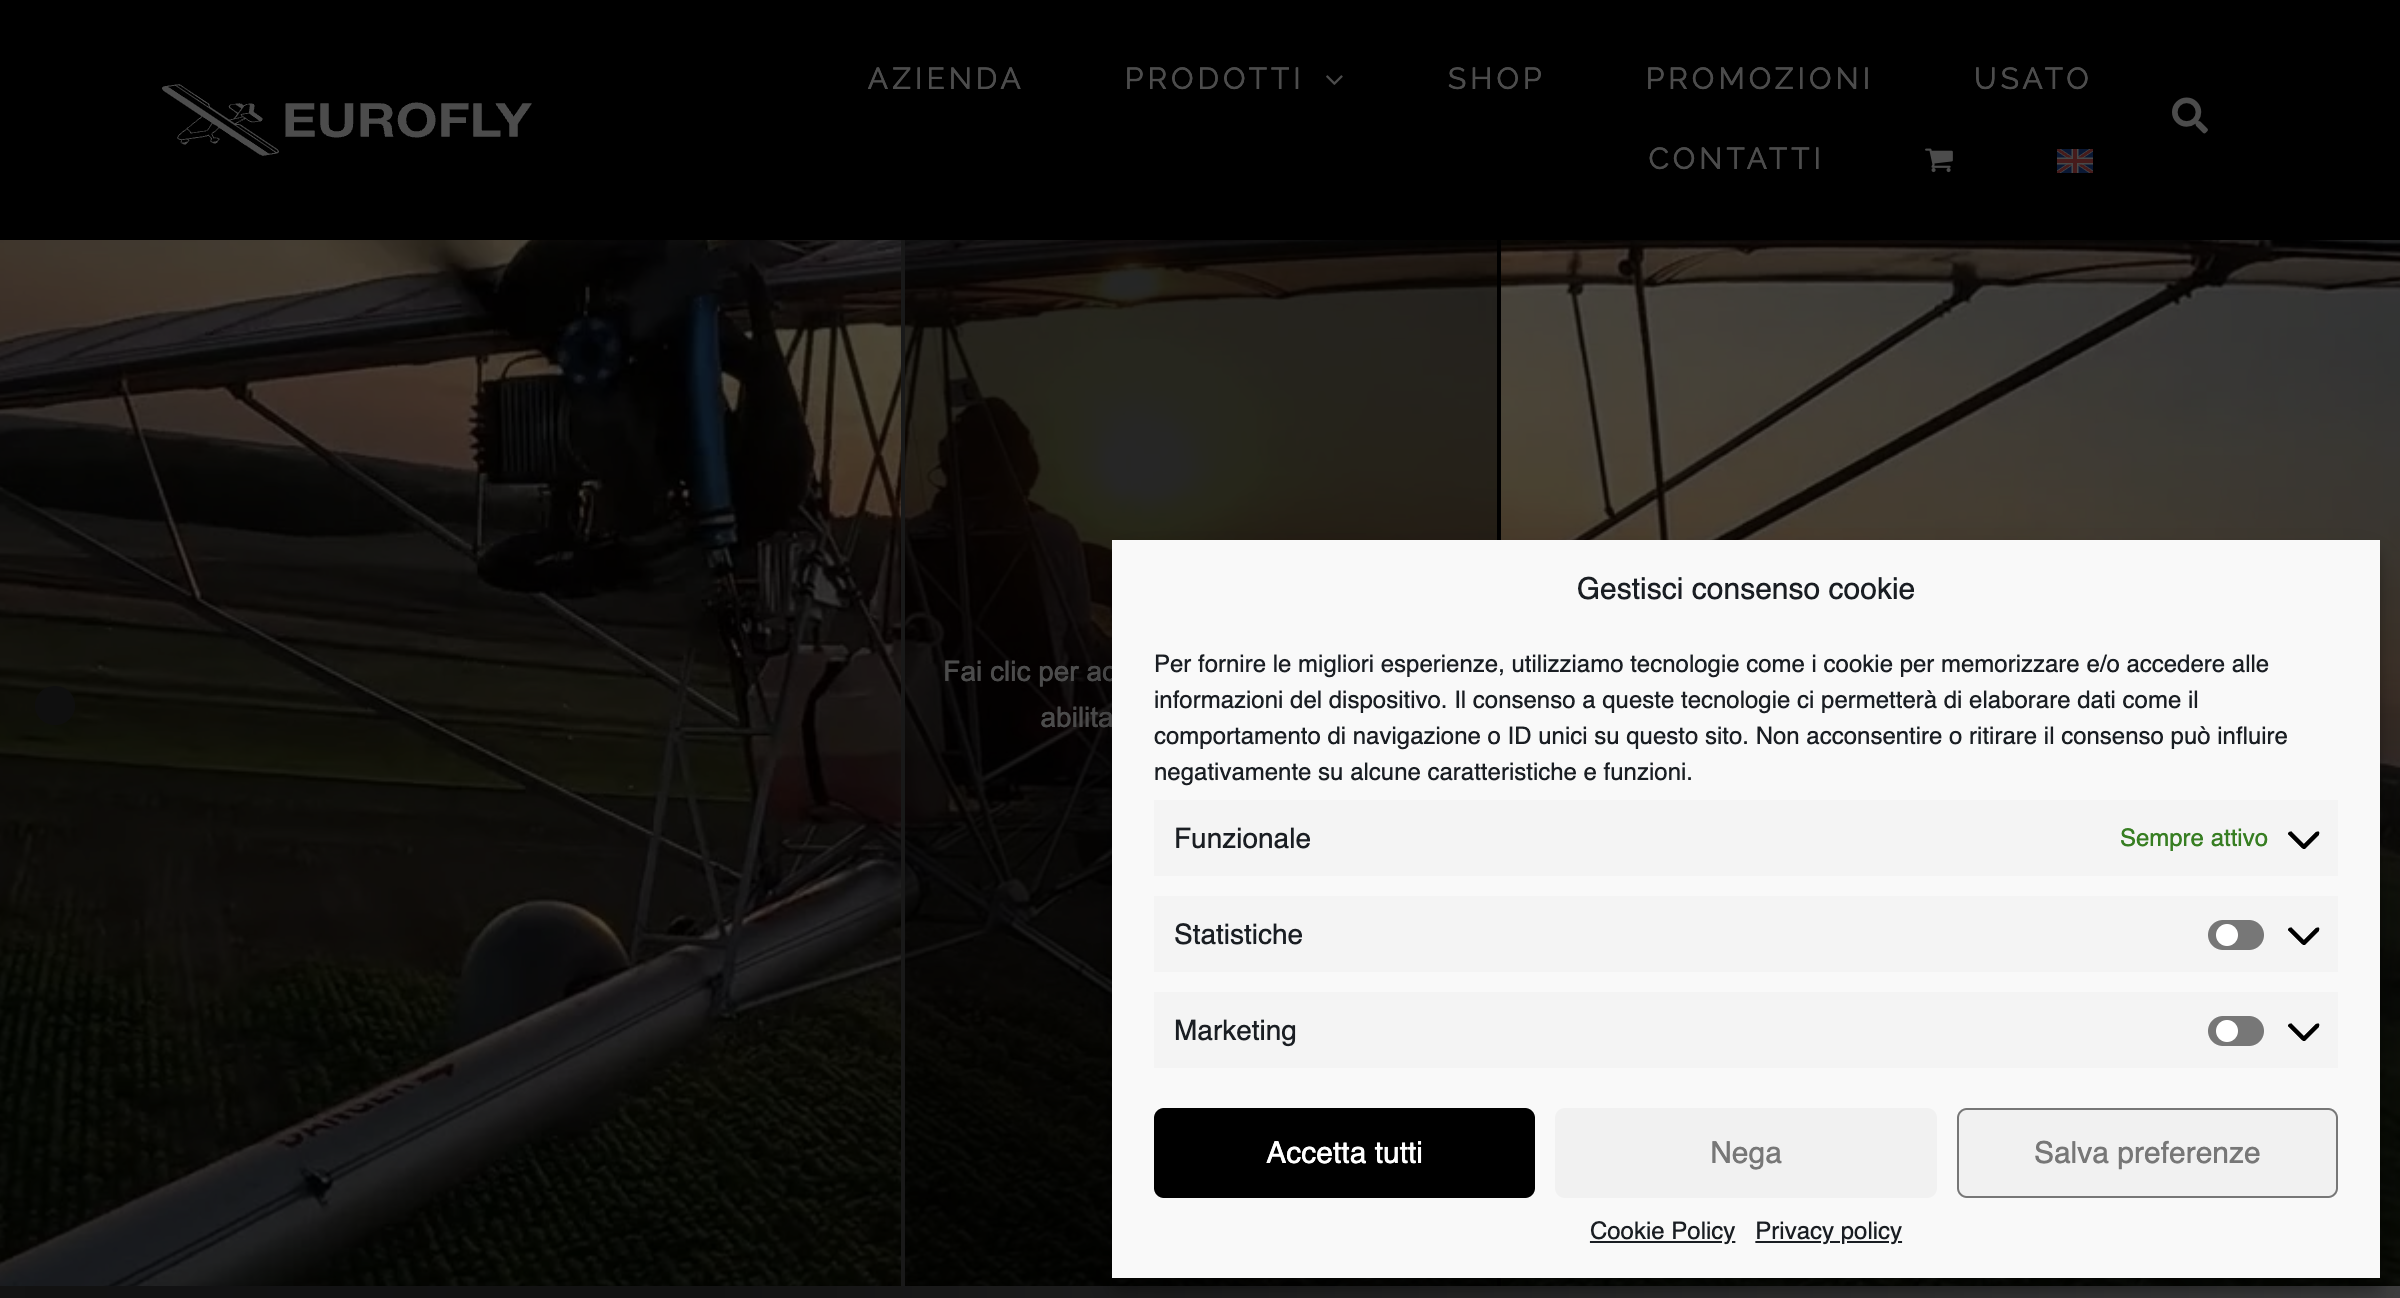 EUROFLY
AZIENDA
PRODOTTI
SHOP
PROMOZIONI
USATO
CONTATTI
Fai clic per
abilita
DANGER
Gestisci consenso cookie
Per fornire le migliori esperienze, utilizziamo tecnologie come i cookie per memorizzare e/o accedere alle
informazioni del dispositivo. Il consenso a queste tecnologie ci permetterà di elaborare dati come il
comportamento di navigazione o ID unici su questo sito. Non acconsentire o ritirare il consenso può influire
negativamente su alcune caratteristiche e funzioni.
Funzionale
Sempre attivo
Statistiche
Marketing
Accetta tutti
Nega
Salva preferenze
Cookie Policy Privacy policy